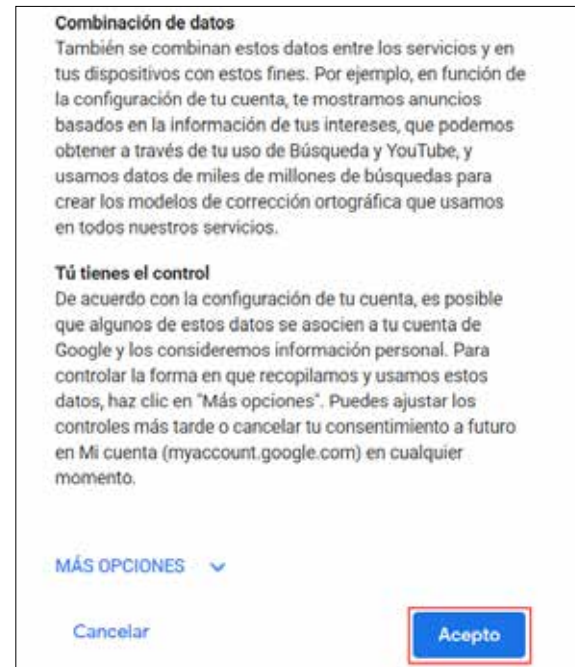 Combinación de datos
También se combinan estos datos entre los servicios y en
tus dispositivos con estos fines. Por ejemplo, en función de
la configuración de tu cuenta, te mostramos anuncios
basados en la información de tus intereses, que podemos
obtener a través de tu uso de Búsqueda y YouTube, y
usamos datos de miles de millones de búsquedas para
crear los modelos de corrección ortográfica que usamos
en todos nuestros servicios.
Tú tienes el control
De acuerdo con la configuración de tu cuenta, es posible
que algunos de estos datos se asocien a tu cuenta de
Google y los consideremos información personal. Para
controlar la forma en que recopilamos y usamos estos
datos, haz clic en "Más opciones". Puedes ajustar los
controles más tarde o cancelar tu consentimiento a futuro
en Mi cuenta (myaccount.google.com) en cualquier
momento.
MÁS OPCIONES
Cancelar
Acepto